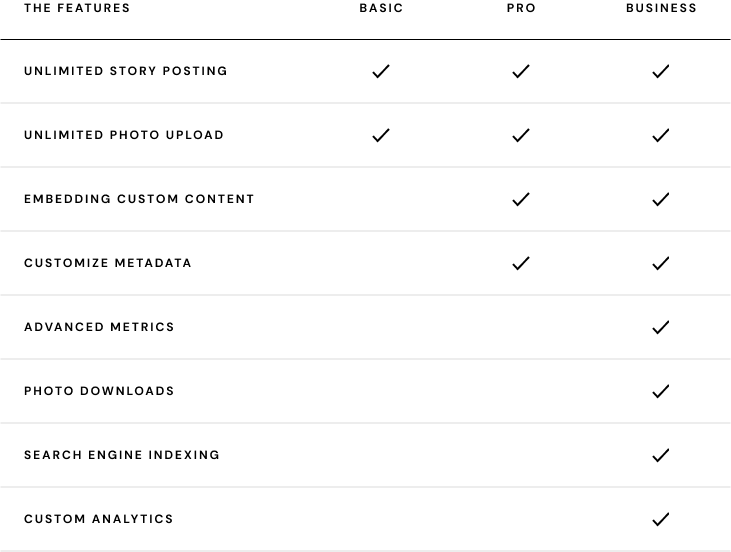 THE FEATURES BASIC PRO BUSINESS
UNLIMITED STORY POSTING
UNLIMITED PHOTO UPLOAD
EMBEDDING CUSTOM CONTENT
CUSTOMIZE METADATA
ADVANCED METRICS
PHOTO DOWNLOADS
SEARCH ENGINE INDEXING
CUSTOM ANALYTICS